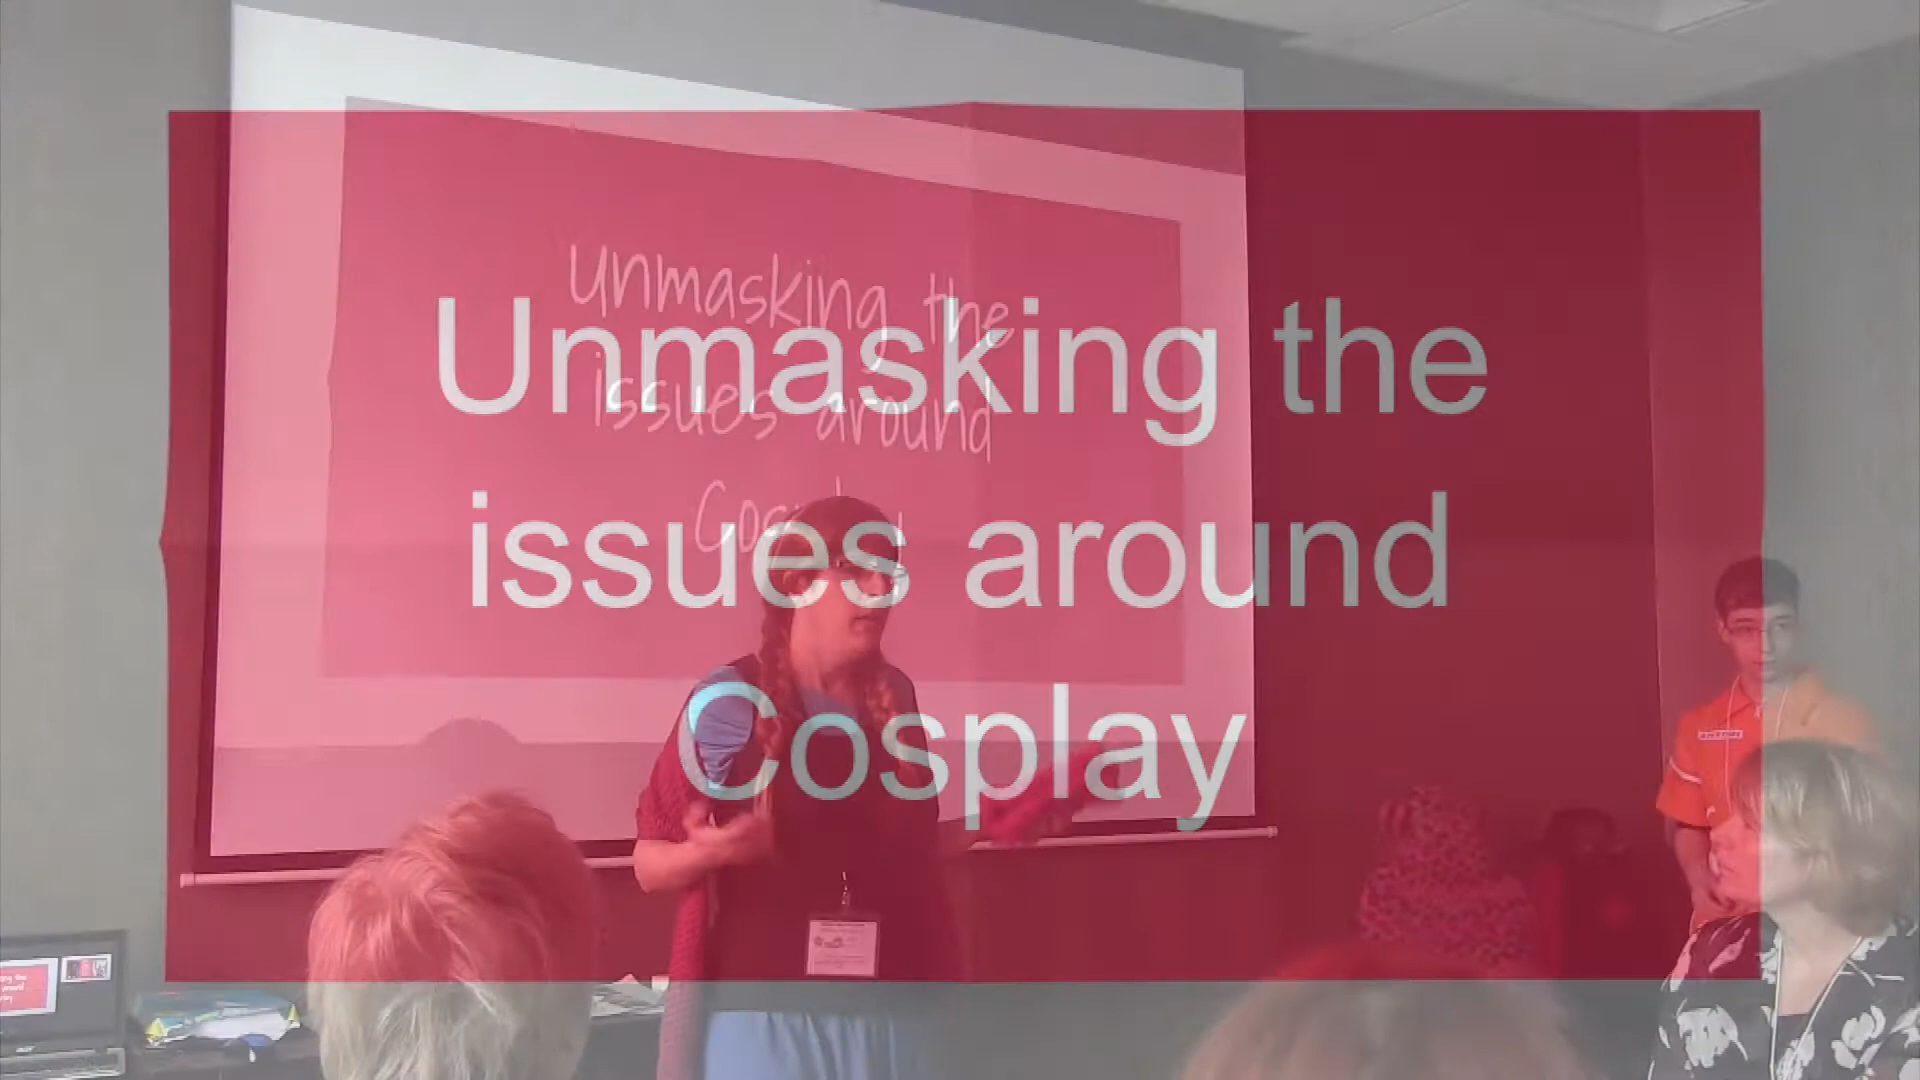 Unmasking the
issues around
Cosplay
Unmasking the
issues around